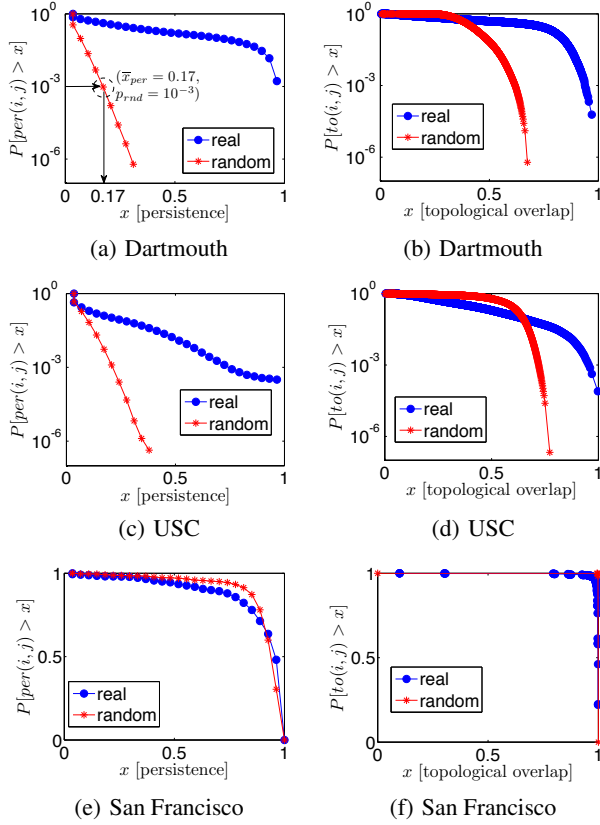 10^0
10^-3
10^-6
P[per(i, j) > x]
(x̄_per = 0.17,
p_rnd = 10^-3)
real
random
0
0.17
0.5
1
x [persistence]
(a) Dartmouth
10^0
10^-3
10^-6
P[to(i, j) > x]
real
random
0
0.5
1
x [topological overlap]
(b) Dartmouth
10^0
10^-3
10^-6
P[per(i, j) > x]
real
random
0
0.5
1
x [persistence]
(c) USC
10^0
10^-3
10^-6
P[to(i, j) > x]
real
random
0
0.5
1
x [topological overlap]
(d) USC
1
0.5
0
P[per(i, j) > x]
real
random
0
0.5
1
x [persistence]
(e) San Francisco
1
0.5
0
P[to(i, j) > x]
real
random
0
0.5
1
x [topological overlap]
(f) San Francisco